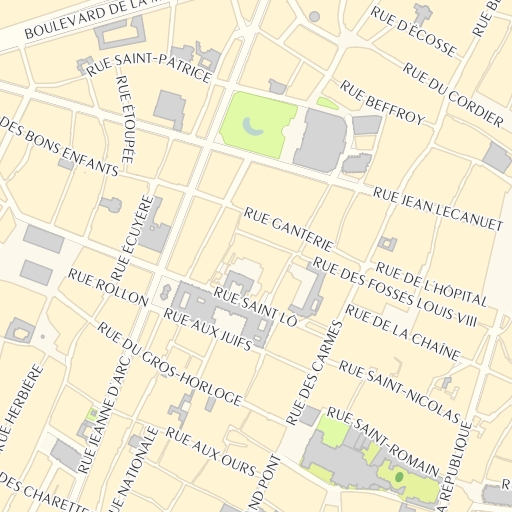 BOULEVARD DE LA M
RUE D'ÉCOSSE
RUE B
RUE SAINT-PATRICE
RUE DU CORDIER
RUE BEFFROY
RUE ÉTOUPÉE
DES BONS ENFANTS
RUE JEAN LECANUET
RUE ÉCUYÈRE
RUE GANTERIE
RUE DE L'HÔPITAL
RUE DES FOSSES LOUIS VIII
RUE ROLLON
RUE SAINT LÔ
RUE AUX JUIFS
RUE DE LA CHAÎNE
RUE DU GROS-HORLOGE
RUE DES CARMES
RUE SAINT-NICOLAS
RUE HERBIÈRE
RUE JEANNE D'ARC
RUE SAINT-ROMAIN
RUE AUX OURS
UE NATIONALE
ND PONT
A RÉPUBLIQUE
DES CHARETTE